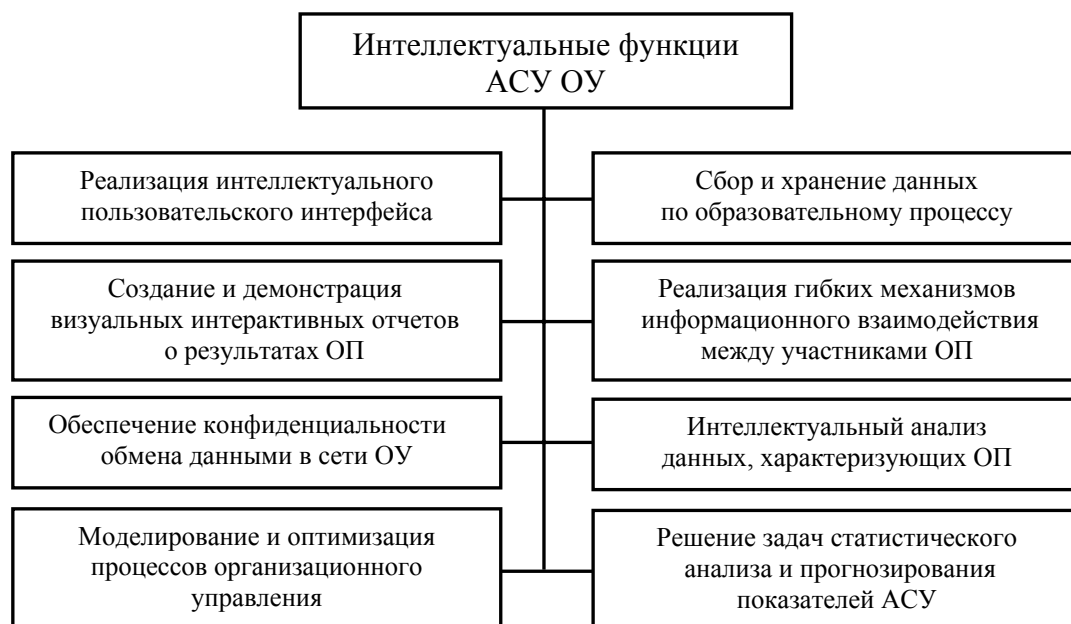 Интеллектуальные функции
АСУ ОУ
Реализация интеллектуального
пользовательского интерфейса
Сбор и хранение данных
по образовательному процессу
Создание и демонстрация
визуальных интерактивных отчетов
о результатах ОП
Реализация гибких механизмов
информационного взаимодействия
между участниками ОП
Обеспечение конфиденциальности
обмена данными в сети ОУ
Интеллектуальный анализ
данных, характеризующих ОП
Моделирование и оптимизация
процессов организационного
управления
Решение задач статистического
анализа и прогнозирования
показателей АСУ